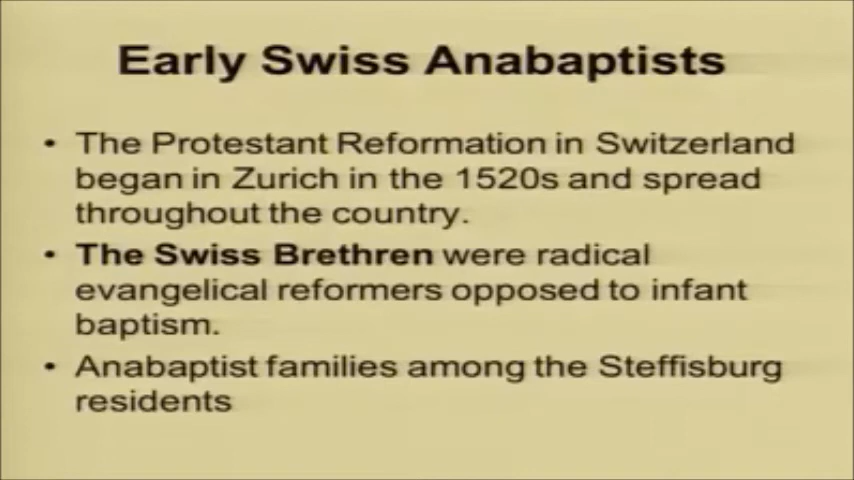 Early Swiss Anabaptists
• The Protestant Reformation in Switzerland
began in Zurich in the 1520s and spread
throughout the country.
• The Swiss Brethren were radical
evangelical reformers opposed to infant
baptism.
• Anabaptist families among the Steffisburg
residents